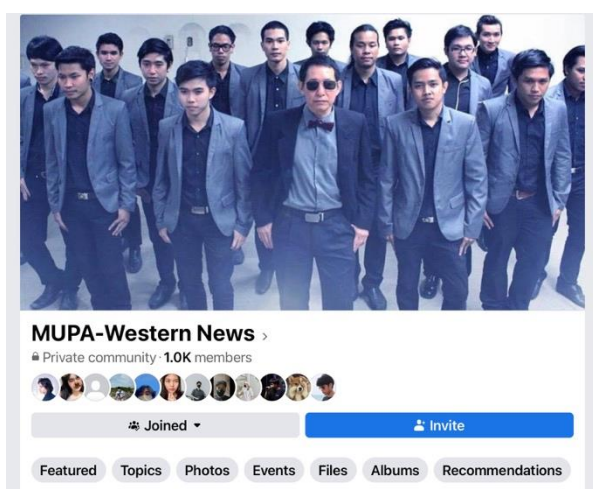 MUPA-Western News
Private community · 1.0K members
Joined
Invite
Featured Topics Photos Events Files Albums Recommendations